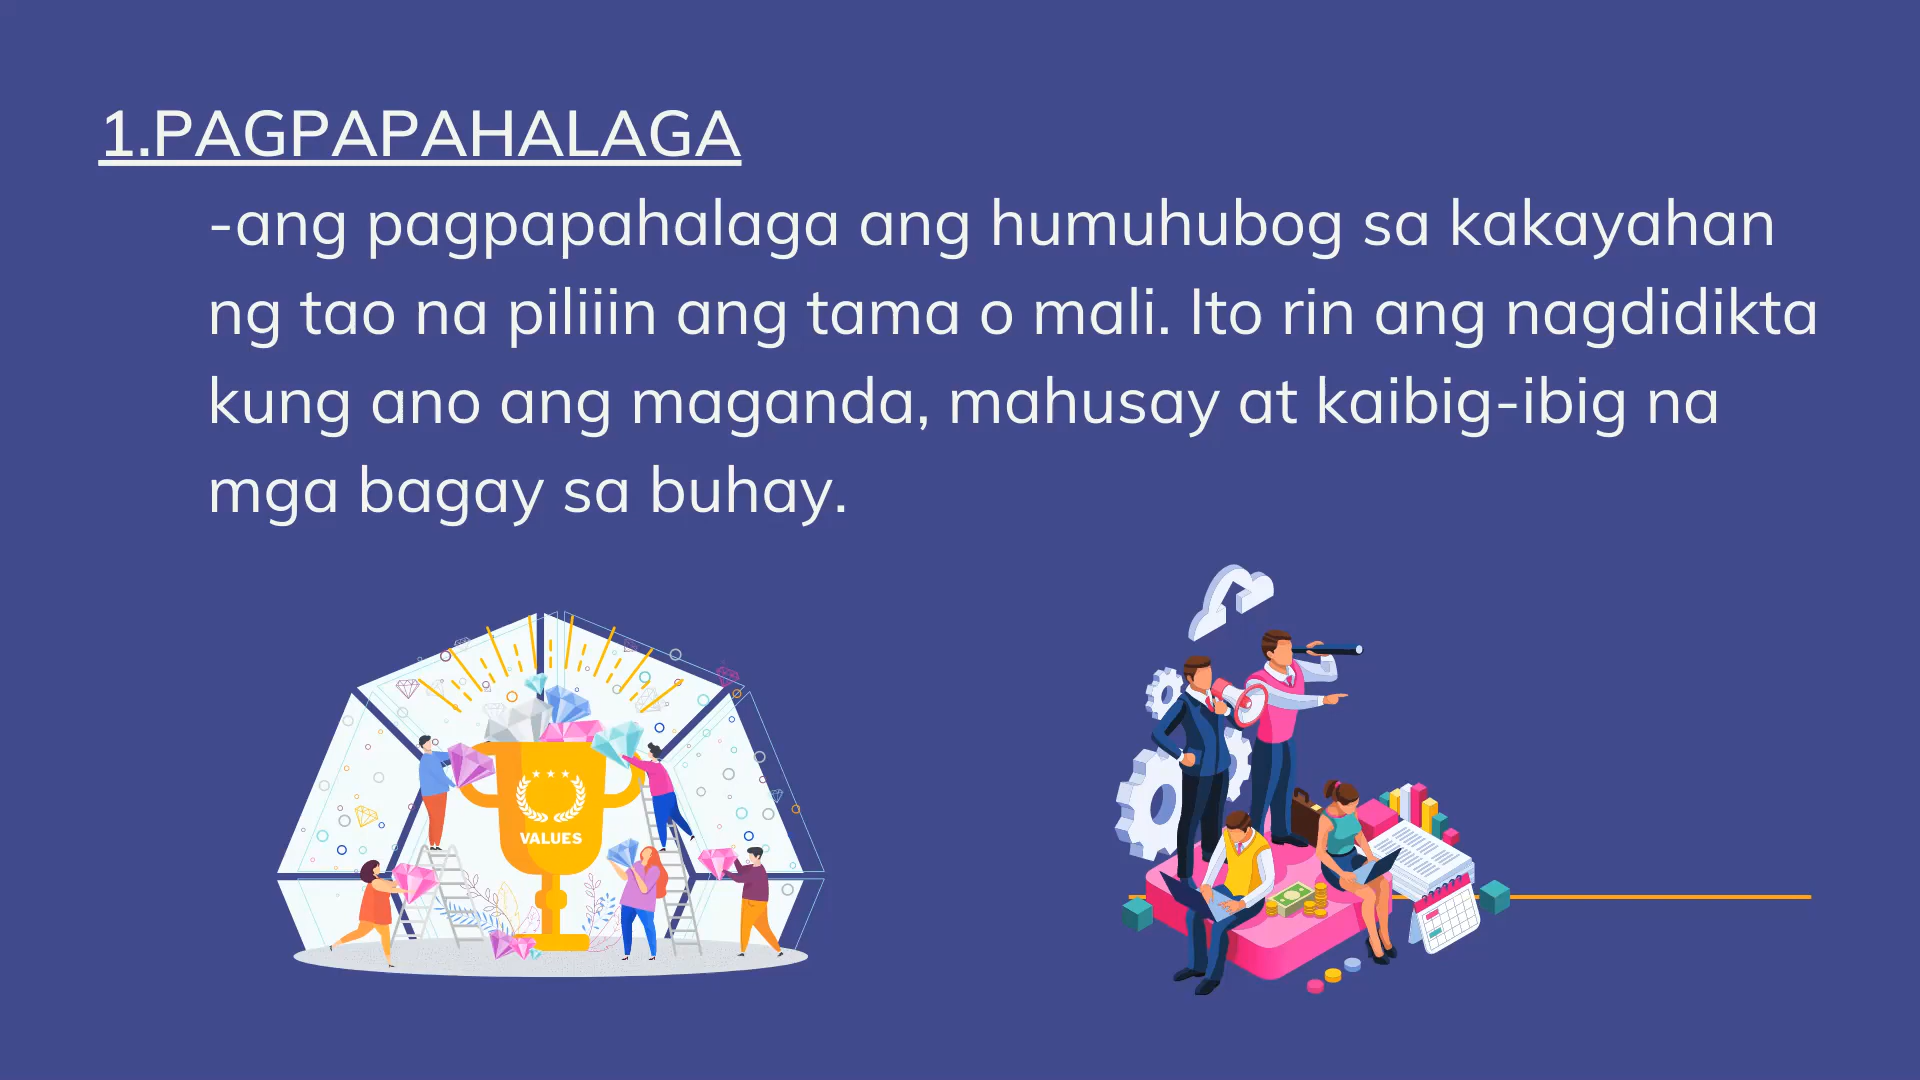 1.PAGPAPAHALAGA
-ang pagpapahalaga ang humuhubog sa kakayahan
ng tao na piliiin ang tama o mali. Ito rin ang nagdidikta
kung ano ang maganda, mahusay at kaibig-ibig na
mga bagay sa buhay.
VALUES